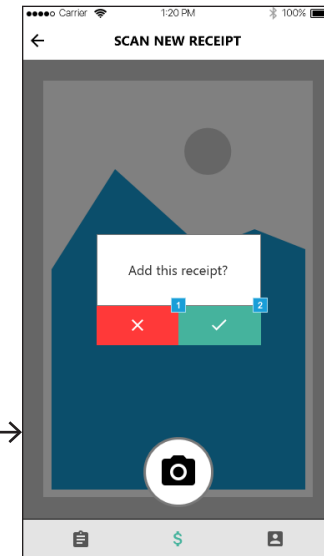 Carrier 1:20 PM 100%
SCAN NEW RECEIPT
Add this receipt?
1 2
$